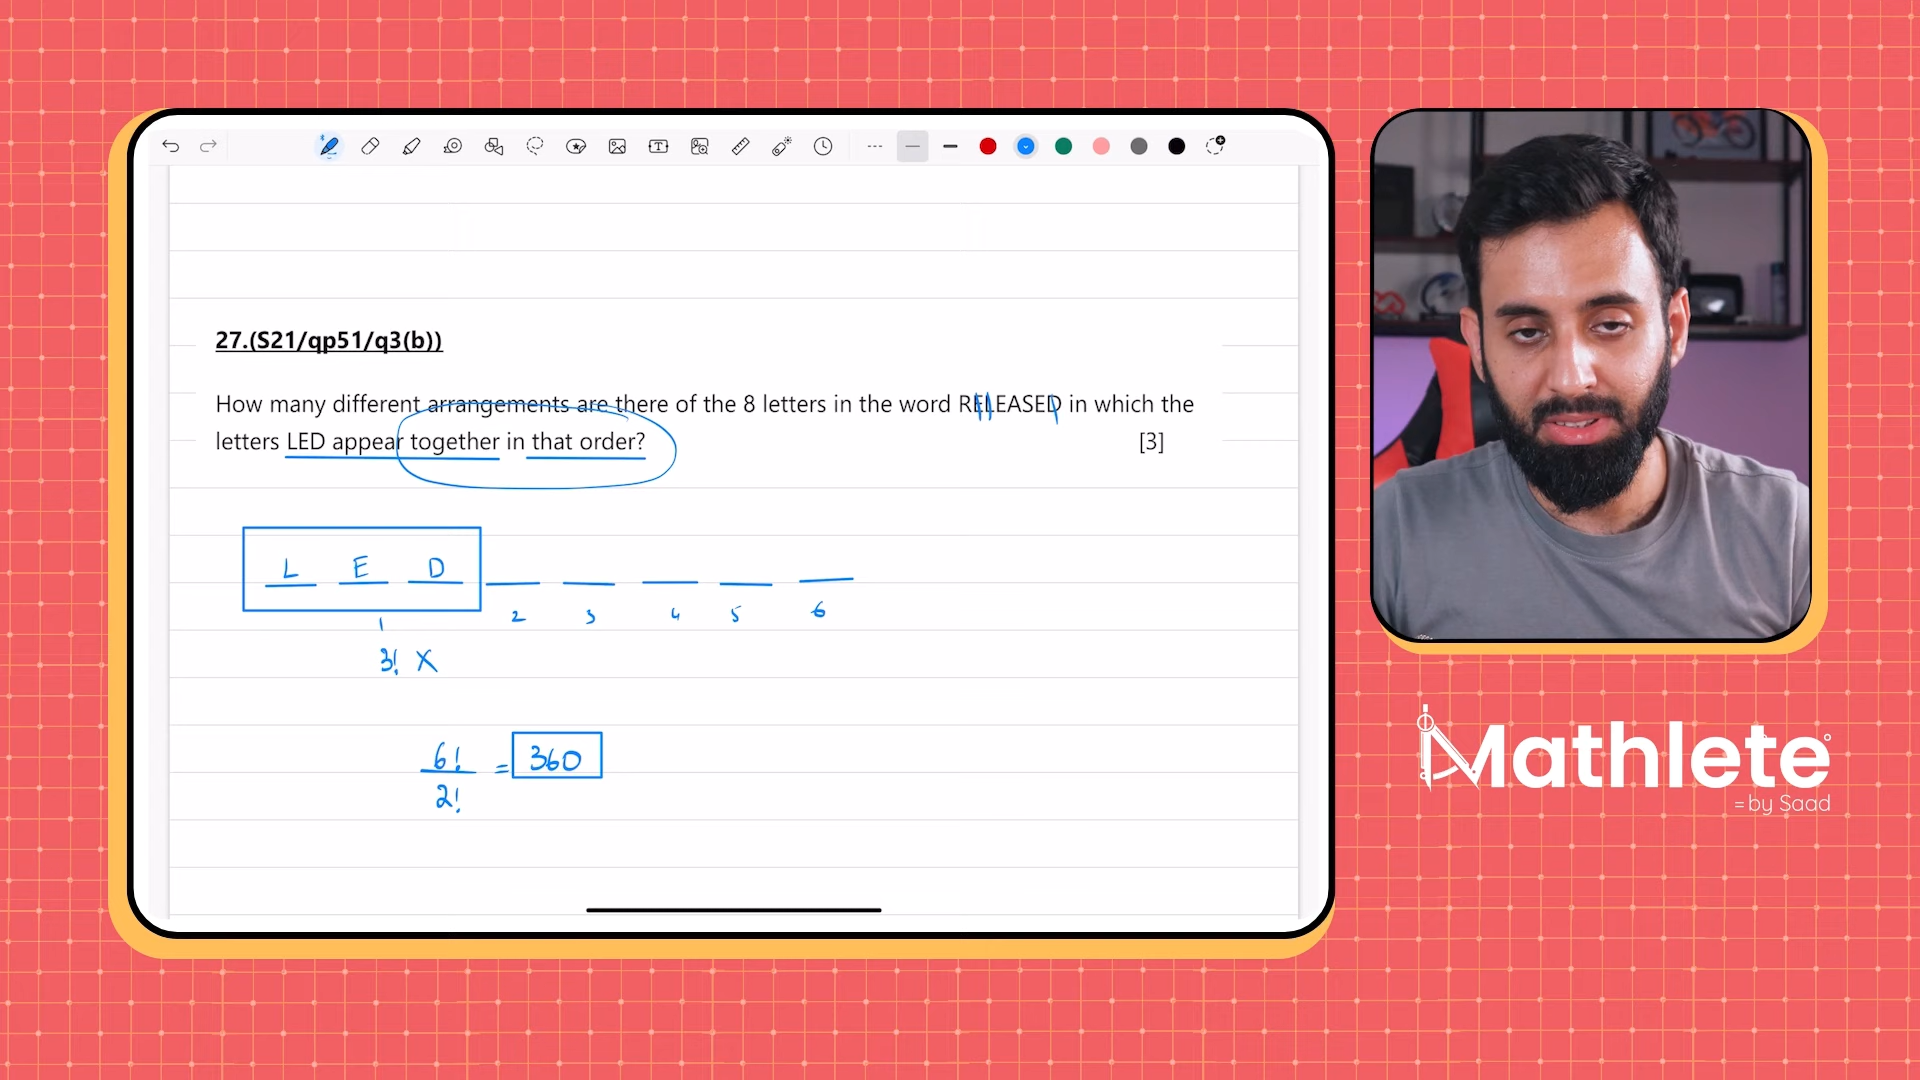 27.(S21/qp51/q3(b))
How many different arrangements are there of the 8 letters in the word RELEASED in which the
letters LED appear together in that order? [3]
L E D
1 2 3 4 5 6
3! X
6!
2!
= 360
Mathlete
=by Saad